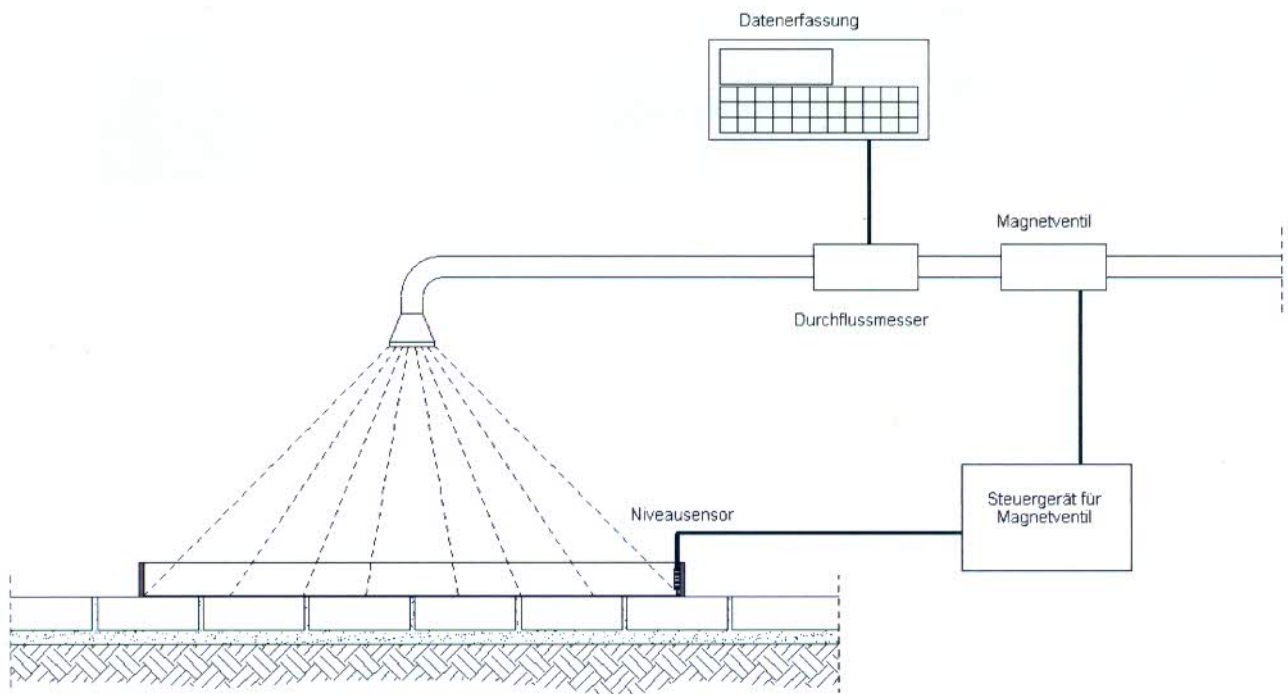 Datenerfassung
Magnetventil
Durchflussmesser
Niveausensor
Steuergerät für
Magnetventil